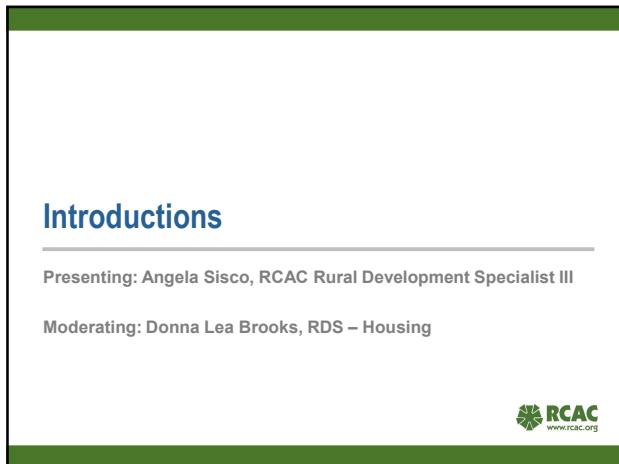 Introductions
Presenting: Angela Sisco, RCAC Rural Development Specialist III
Moderating: Donna Lea Brooks, RDS – Housing
RCAC
www.rcac.org